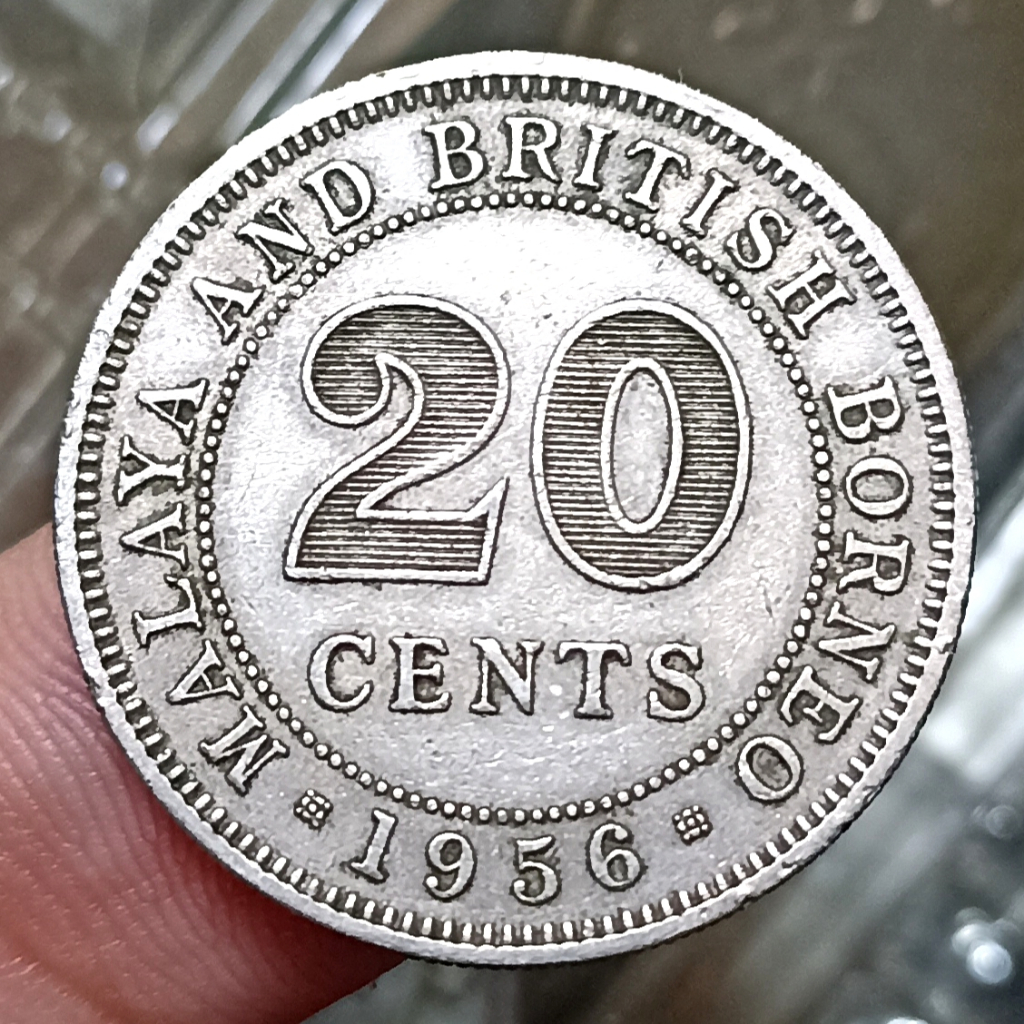 MALAYA AND BRITISH BORNEO
20
CENTS
1956